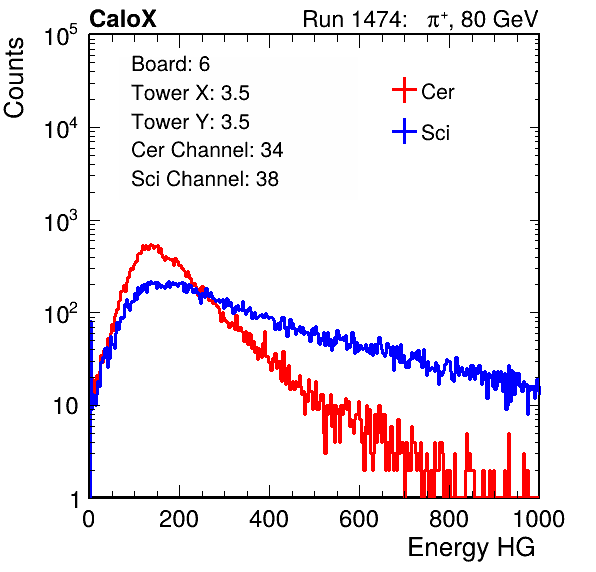 CaloX Run 1474: π⁺, 80 GeV
Counts
Board: 6
Tower X: 3.5
Tower Y: 3.5
Cer Channel: 34
Sci Channel: 38
Cer
Sci
10⁵
10⁴
10³
10²
10
1
0 200 400 600 800 1000
Energy HG